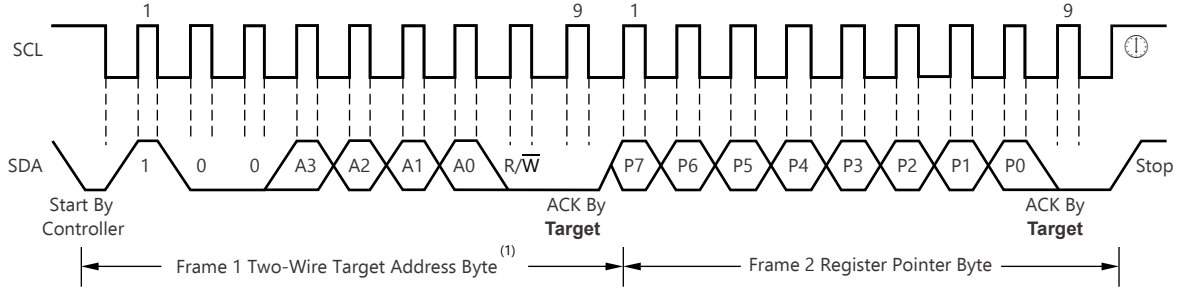 1 9 1 9
SCL
SDA 1 0 0 A3 A2 A1 A0 R/W̅ P7 P6 P5 P4 P3 P2 P1 P0 Stop
Start By
Controller
ACK By
Target
ACK By
Target
Frame 1 Two-Wire Target Address Byte (1)
Frame 2 Register Pointer Byte